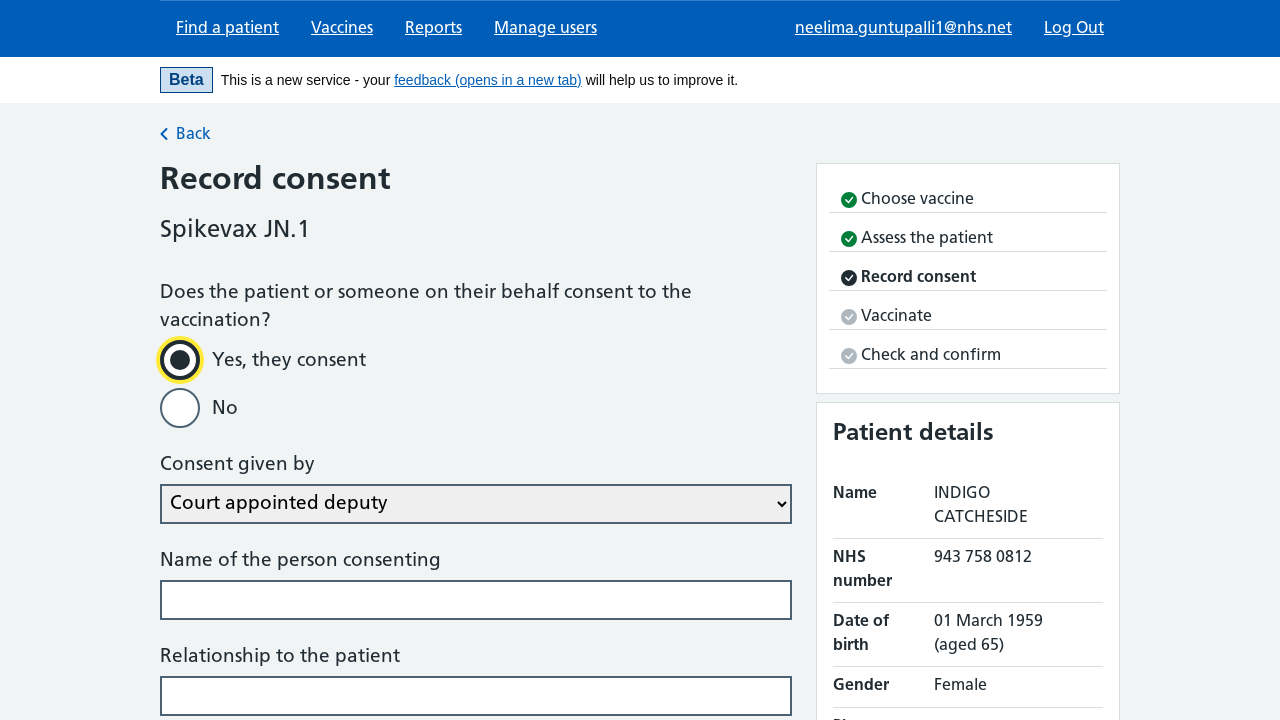 Find a patient Vaccines Reports Manage users neelima.guntupalli1@nhs.net Log Out
Beta This is a new service - your feedback (opens in a new tab) will help us to improve it.
Back
Record consent
Spikevax JN.1
Does the patient or someone on their behalf consent to the
vaccination?
Yes, they consent
No
Consent given by
Court appointed deputy
Name of the person consenting
Relationship to the patient
Choose vaccine
Assess the patient
Record consent
Vaccinate
Check and confirm
Patient details
Name INDIGO
CATCHESIDE
NHS 943 758 0812
number
Date of 01 March 1959
birth (aged 65)
Gender Female